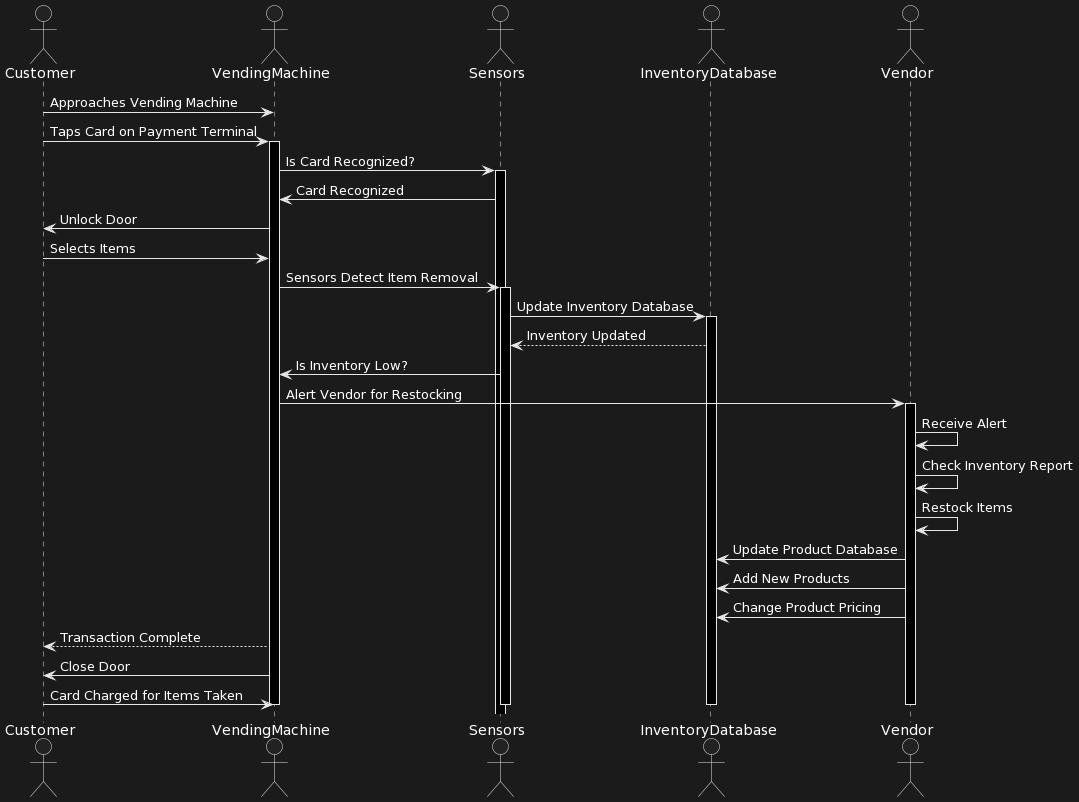 Customer VendingMachine Sensors InventoryDatabase Vendor
Approaches Vending Machine
Taps Card on Payment Terminal
Is Card Recognized?
Card Recognized
Unlock Door
Selects Items
Sensors Detect Item Removal
Update Inventory Database
Inventory Updated
Is Inventory Low?
Alert Vendor for Restocking
Receive Alert
Check Inventory Report
Restock Items
Update Product Database
Add New Products
Change Product Pricing
Transaction Complete
Close Door
Card Charged for Items Taken
Customer VendingMachine Sensors InventoryDatabase Vendor